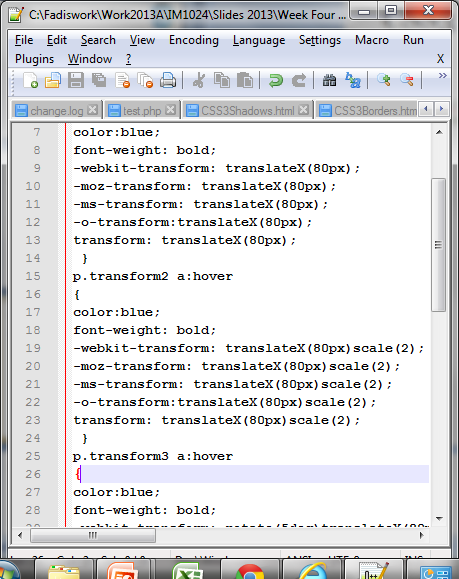 C:\Fadiswork\Work2013A\IM1024\Slides 2013\Week Four ...
File Edit Search View Encoding Language Settings Macro Run
Plugins Window ? X
change.log test.php CSS3Shadows.html CSS3Borders.htm
7 color:blue;
8 font-weight: bold;
9 -webkit-transform: translateX(80px);
10 -moz-transform: translateX(80px);
11 -ms-transform: translateX(80px);
12 -o-transform:translateX(80px);
13 transform: translateX(80px);
14 }
15 p.transform2 a:hover
16 {
17 color:blue;
18 font-weight: bold;
19 -webkit-transform: translateX(80px)scale(2);
20 -moz-transform: translateX(80px)scale(2);
21 -ms-transform: translateX(80px)scale(2);
22 -o-transform:translateX(80px)scale(2);
23 transform: translateX(80px)scale(2);
24 }
25 p.transform3 a:hover
26 {
27 color:blue;
28 font-weight: bold;